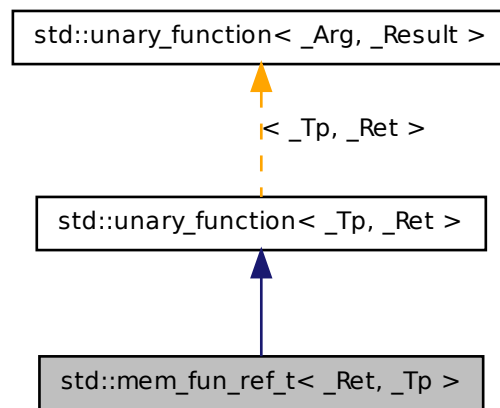 std::unary_function< _Arg, _Result >
< _Tp, _Ret >
std::unary_function< _Tp, _Ret >
std::mem_fun_ref_t< _Ret, _Tp >